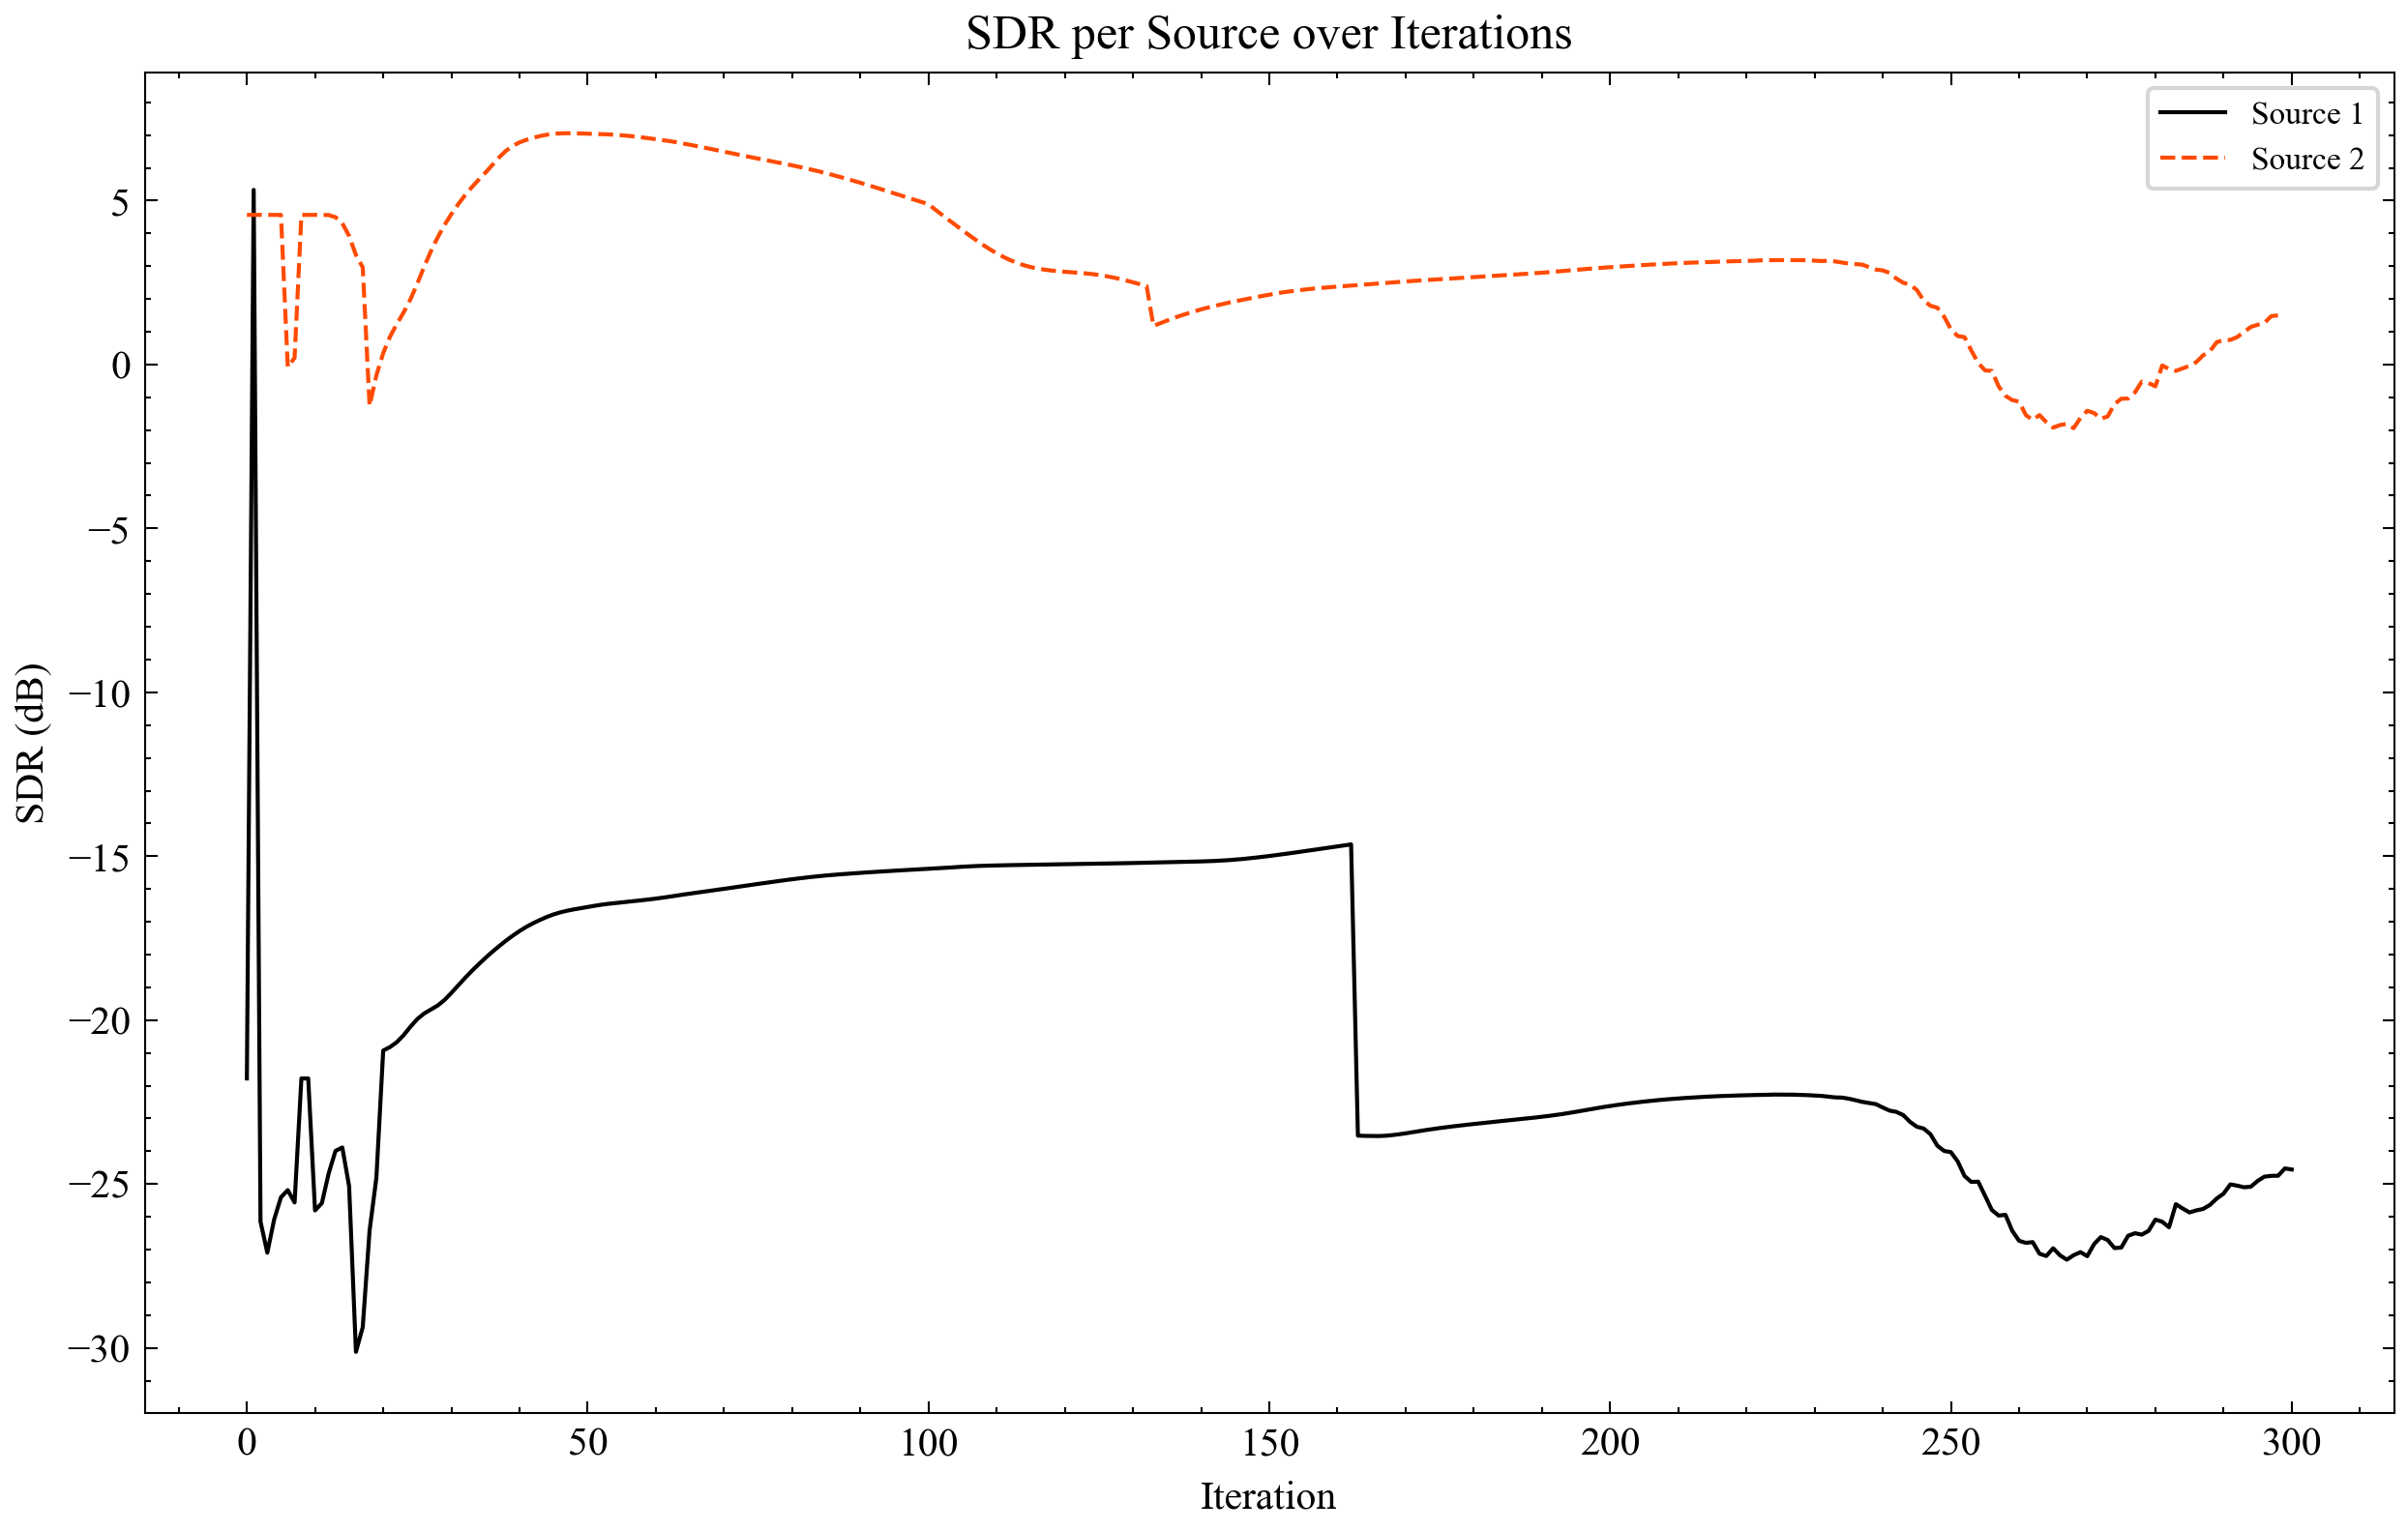 SDR per Source over Iterations
Source 1
Source 2
SDR (dB)
5
0
−5
−10
−15
−20
−25
−30
0 50 100 150 200 250 300
Iteration